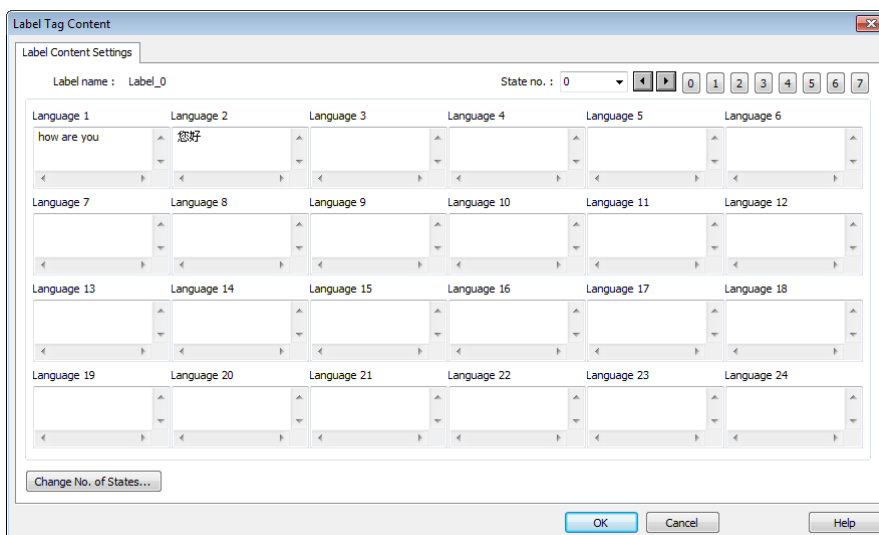 Label Tag Content
Label Content Settings
Label name : Label_0 State no. : 0 0 1 2 3 4 5 6 7
Language 1 Language 2 Language 3 Language 4 Language 5 Language 6
how are you 您好
Language 7 Language 8 Language 9 Language 10 Language 11 Language 12
Language 13 Language 14 Language 15 Language 16 Language 17 Language 18
Language 19 Language 20 Language 21 Language 22 Language 23 Language 24
Change No. of States...
OK Cancel Help